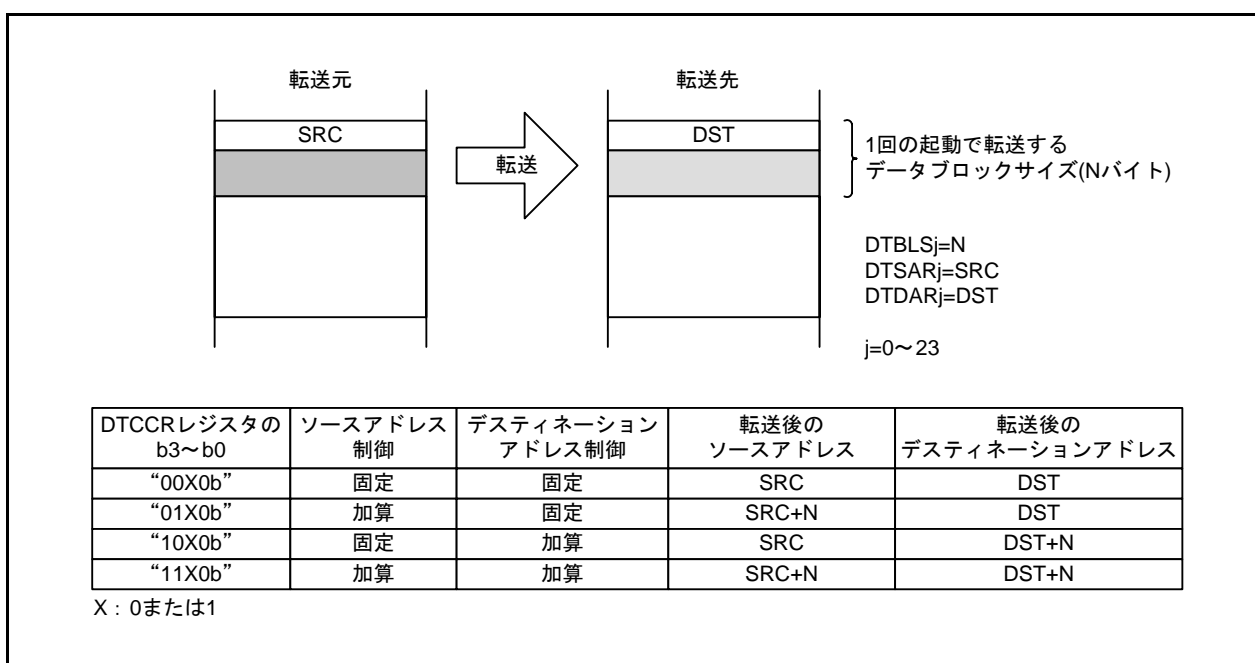 転送元
転送先
SRC
DST
転送
1回の起動で転送する
データブロックサイズ(Nバイト)
DTBLSj=N
DTSARj=SRC
DTDARj=DST
j=0～23
DTCCRレジスタの
b3～b0
ソースアドレス
制御
デスティネーション
アドレス制御
転送後の
ソースアドレス
転送後の
デスティネーションアドレス
“00X0b” 固定 固定 SRC DST
“01X0b” 加算 固定 SRC+N DST
“10X0b” 固定 加算 SRC DST+N
“11X0b” 加算 加算 SRC+N DST+N
X：0または1